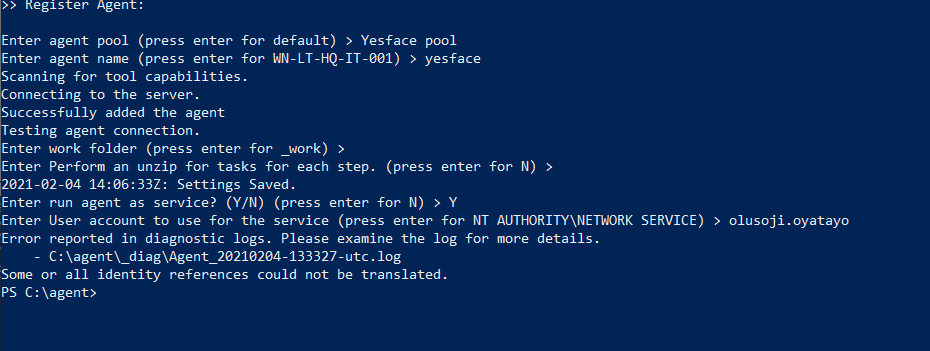 >> Register Agent:
Enter agent pool (press enter for default) > Yesface pool
Enter agent name (press enter for WN-LT-HQ-IT-001) > yesface
Scanning for tool capabilities.
Connecting to the server.
Successfully added the agent
Testing agent connection.
Enter work folder (press enter for _work) >
Enter Perform an unzip for tasks for each step. (press enter for N) >
2021-02-04 14:06:33Z: Settings Saved.
Enter run agent as service? (Y/N) (press enter for N) > Y
Enter User account to use for the service (press enter for NT AUTHORITY\NETWORK SERVICE) > olusoji.oyatayo
Error reported in diagnostic logs. Please examine the log for more details.
    - C:\agent\_diag\Agent_20210204-133327-utc.log
Some or all identity references could not be translated.
PS C:\agent>